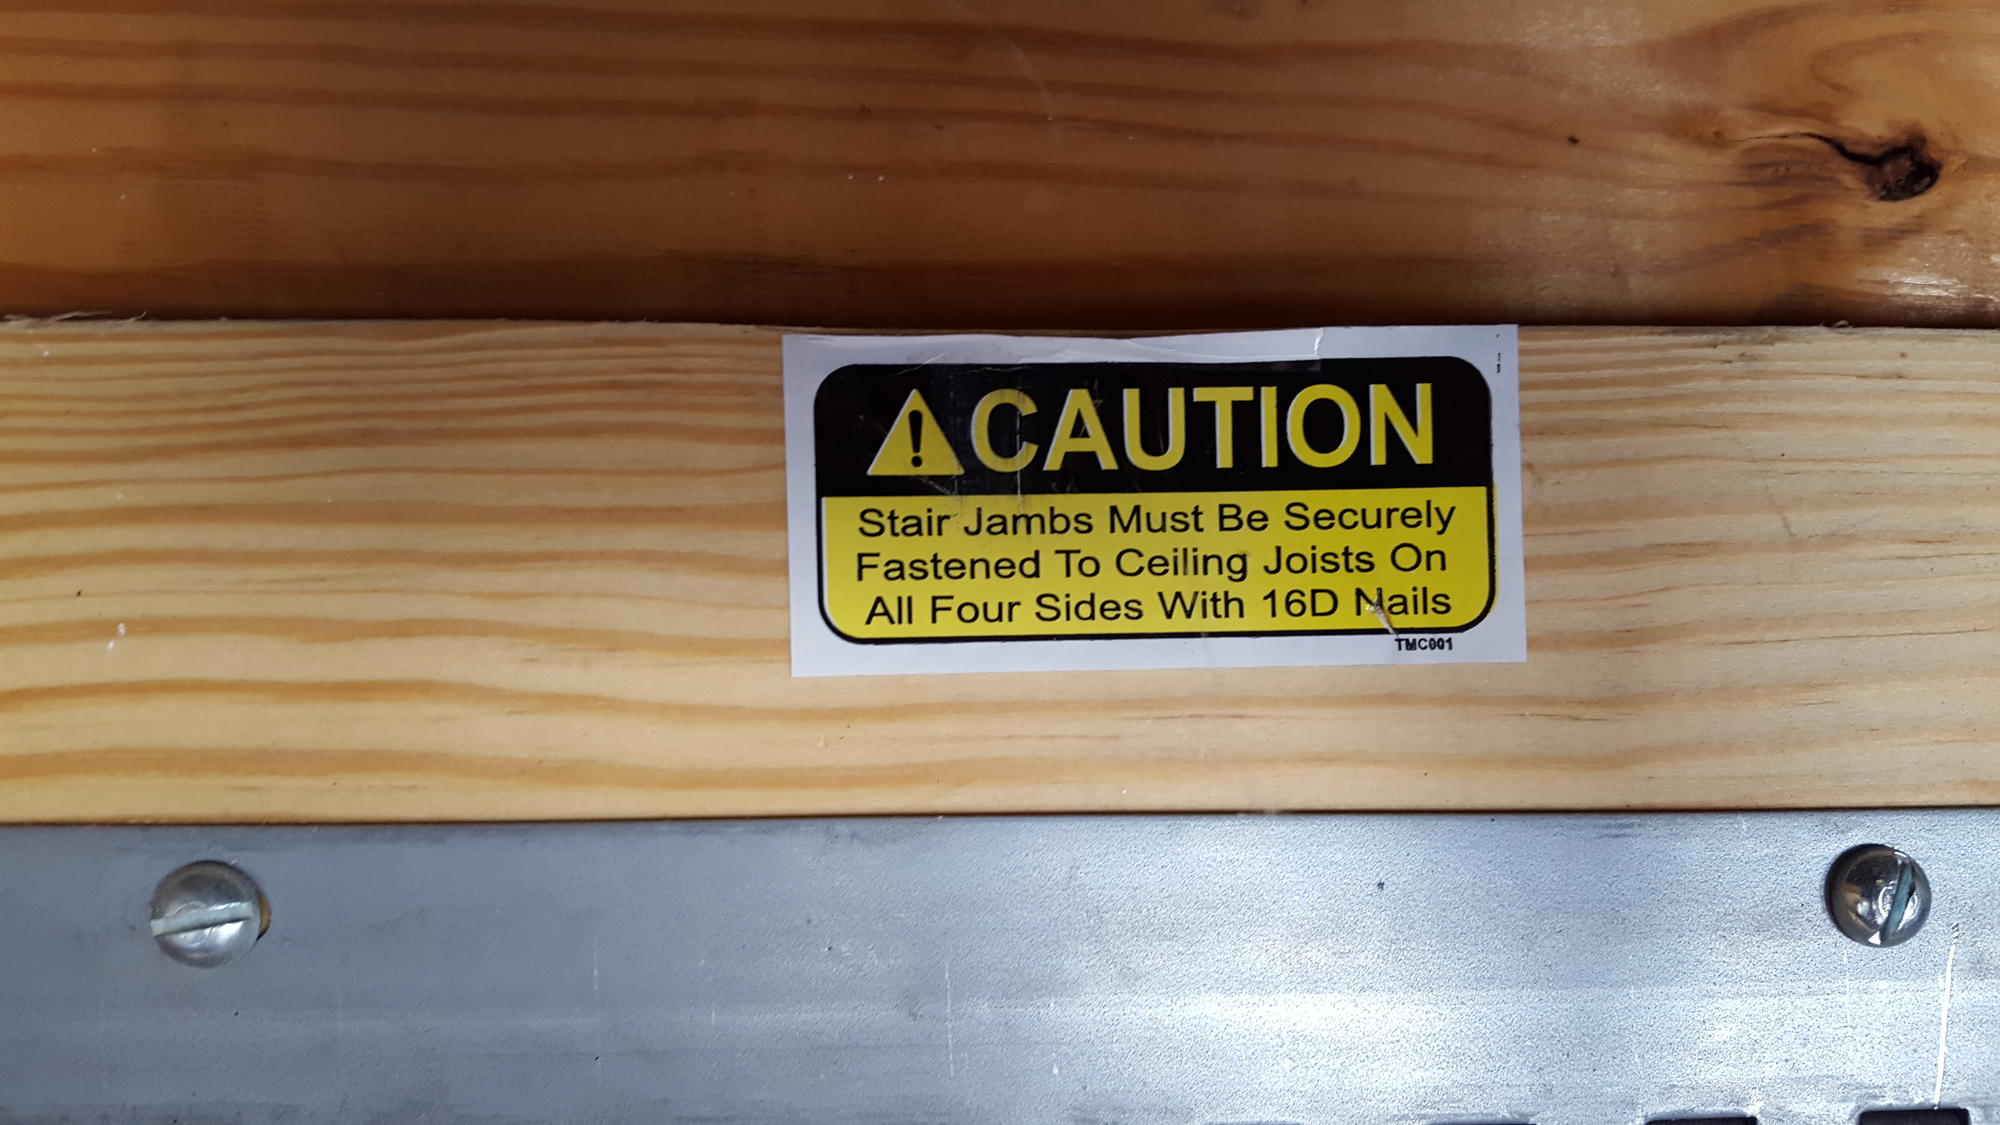 CAUTION
Stair Jambs Must Be Securely
Fastened To Ceiling Joists On
All Four Sides With 16D Nails
TMC001